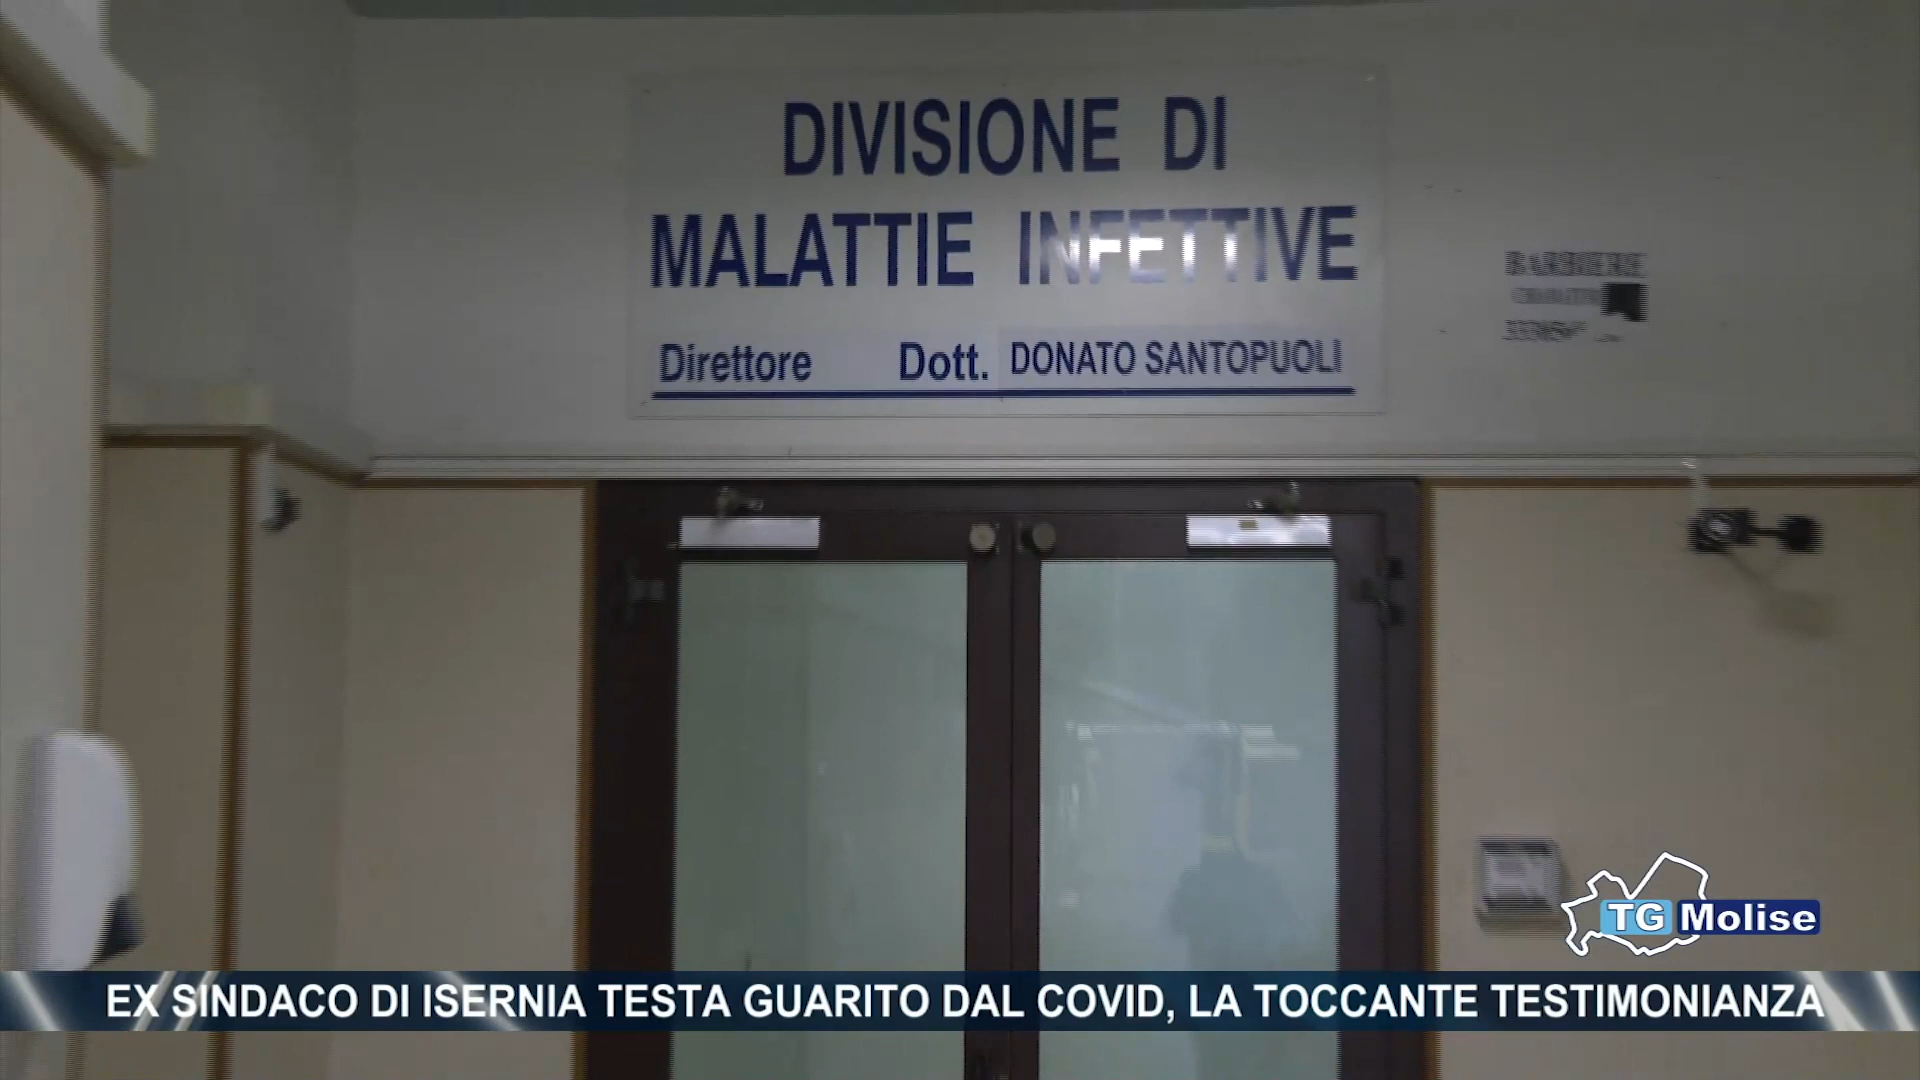 DIVISIONE DI
MALATTIE INFETTIVE
Direttore Dott. DONATO SANTOPUOLI
BARBIERE
TG Molise
EX SINDACO DI ISERNIA TESTA GUARITO DAL COVID, LA TOCCANTE TESTIMONIANZA